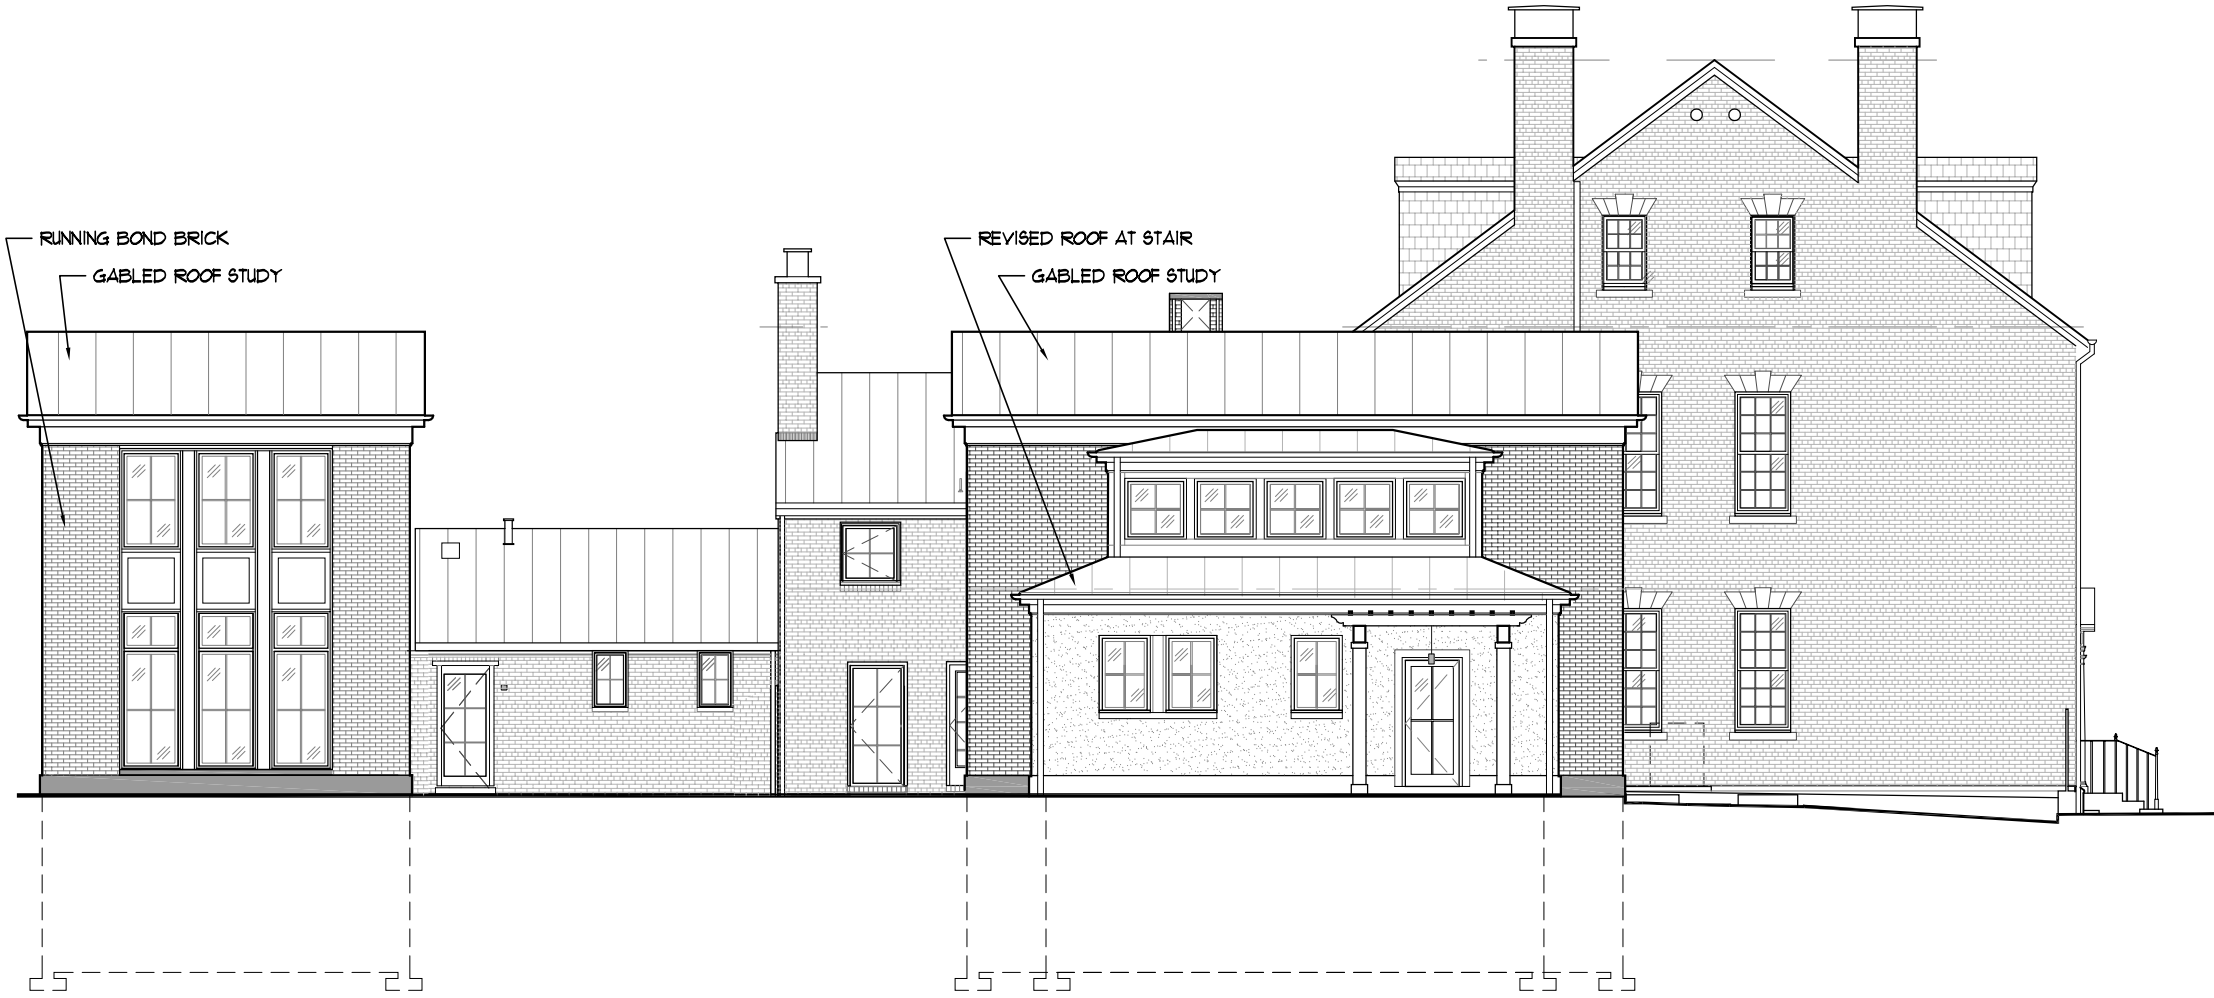 RUNNING BOND BRICK
GABLED ROOF STUDY
REVISED ROOF AT STAIR
GABLED ROOF STUDY